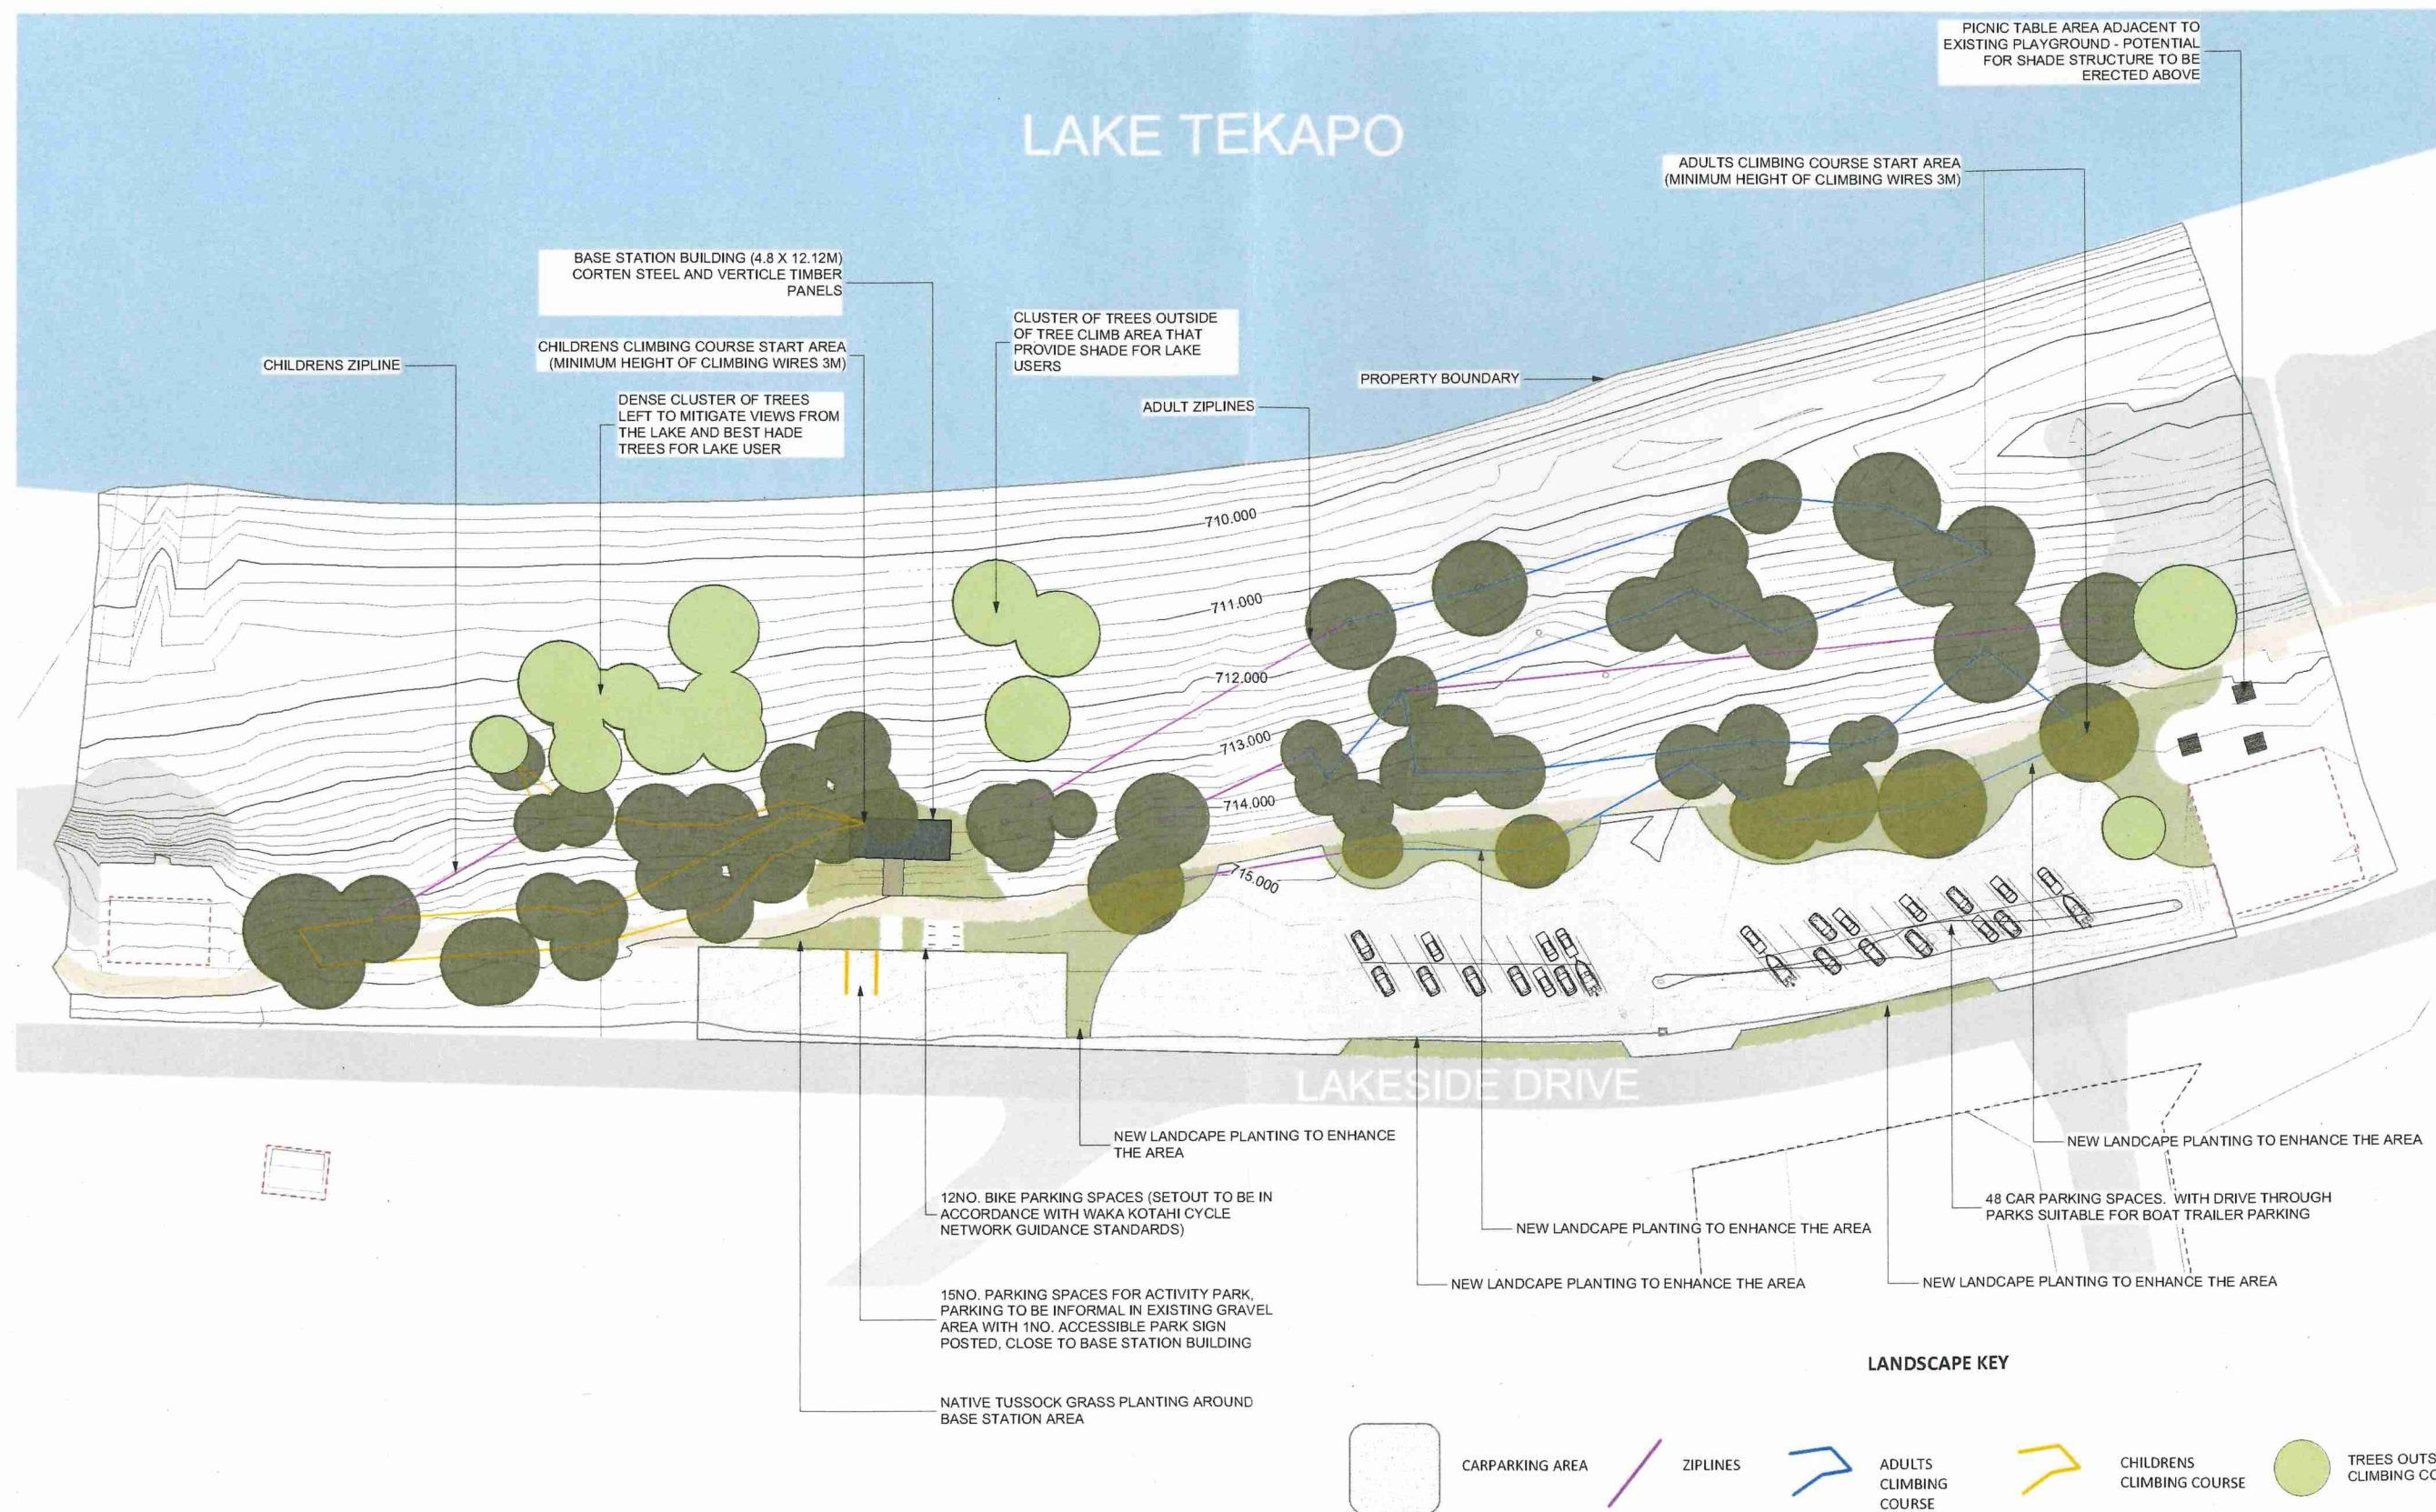 PICNIC TABLE AREA ADJACENT TO
EXISTING PLAYGROUND - POTENTIAL
FOR SHADE STRUCTURE TO BE
ERECTED ABOVE
LAKE TEKAPO
ADULTS CLIMBING COURSE START AREA
(MINIMUM HEIGHT OF CLIMBING WIRES 3M)
BASE STATION BUILDING (4.8 X 12.12M)
CORTEN STEEL AND VERTICLE TIMBER
PANELS
CLUSTER OF TREES OUTSIDE
OF TREE CLIMB AREA THAT
PROVIDE SHADE FOR LAKE
USERS
CHILDRENS CLIMBING COURSE START AREA
(MINIMUM HEIGHT OF CLIMBING WIRES 3M)
CHILDRENS ZIPLINE
PROPERTY BOUNDARY
DENSE CLUSTER OF TREES
LEFT TO MITIGATE VIEWS FROM
THE LAKE AND BEST HADE
TREES FOR LAKE USER
ADULT ZIPLINES
710.000
711.000
712.000
713.000
714.000
715.000
LAKESIDE DRIVE
NEW LANDCAPE PLANTING TO ENHANCE
THE AREA
NEW LANDCAPE PLANTING TO ENHANCE THE AREA
12NO. BIKE PARKING SPACES (SETOUT TO BE IN
ACCORDANCE WITH WAKA KOTAHI CYCLE
NETWORK GUIDANCE STANDARDS)
48 CAR PARKING SPACES. WITH DRIVE THROUGH
PARKS SUITABLE FOR BOAT TRAILER PARKING
NEW LANDCAPE PLANTING TO ENHANCE THE AREA
NEW LANDCAPE PLANTING TO ENHANCE THE AREA
NEW LANDCAPE PLANTING TO ENHANCE THE AREA
15NO. PARKING SPACES FOR ACTIVITY PARK,
PARKING TO BE INFORMAL IN EXISTING GRAVEL
AREA WITH 1NO. ACCESSIBLE PARK SIGN
POSTED, CLOSE TO BASE STATION BUILDING
NATIVE TUSSOCK GRASS PLANTING AROUND
BASE STATION AREA
LANDSCAPE KEY
CARPARKING AREA
ZIPLINES
ADULTS
CLIMBING
COURSE
CHILDRENS
CLIMBING COURSE
TREES OUTS
CLIMBING CO